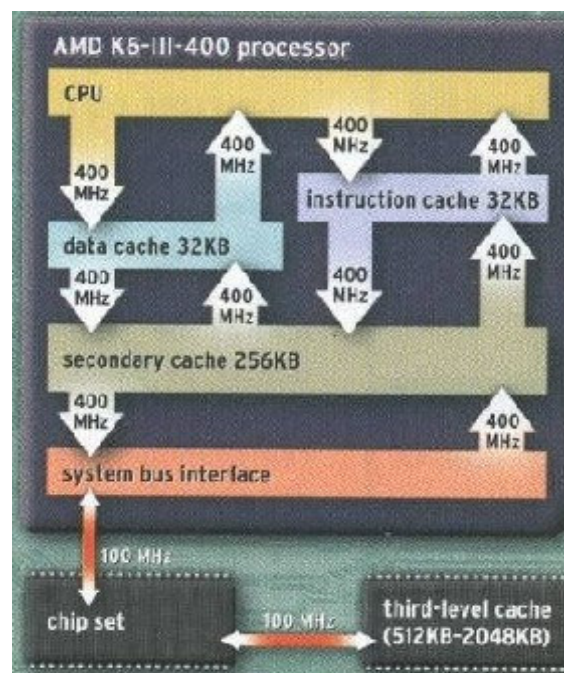 AMD K6-III-400 processor
CPU
400 MHz
400 MHz
400 NHz
400 MHz
instruction cache 32KB
data cache 32KB
400 MHz
400 MHz
400 NHz
400 MHz
secondary cache 256KB
400 MHz
400 MHz
system bus interface
100 MHz
chip set
100 MHz
third-level cache
(512KB-2048KB)